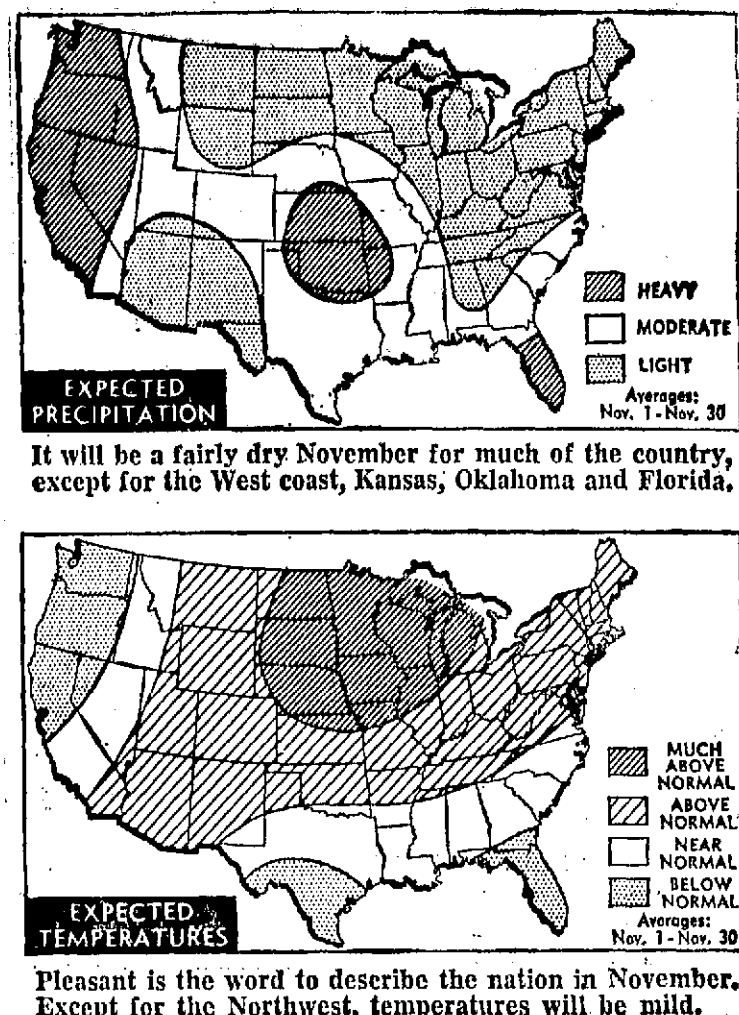 HEAVY
MODERATE
LIGHT
Averages:
Nov. 1 - Nov. 30
EXPECTED
PRECIPITATION
It will be a fairly dry November for much of the country,
except for the West coast, Kansas, Oklahoma and Florida.
MUCH
ABOVE
NORMAL
ABOVE
NORMAL
NEAR
NORMAL
BELOW
NORMAL
Averages:
Nov. 1 - Nov. 30
EXPECTED
TEMPERATURES
Pleasant is the word to describe the nation in November.
Except for the Northwest, temperatures will be mild.